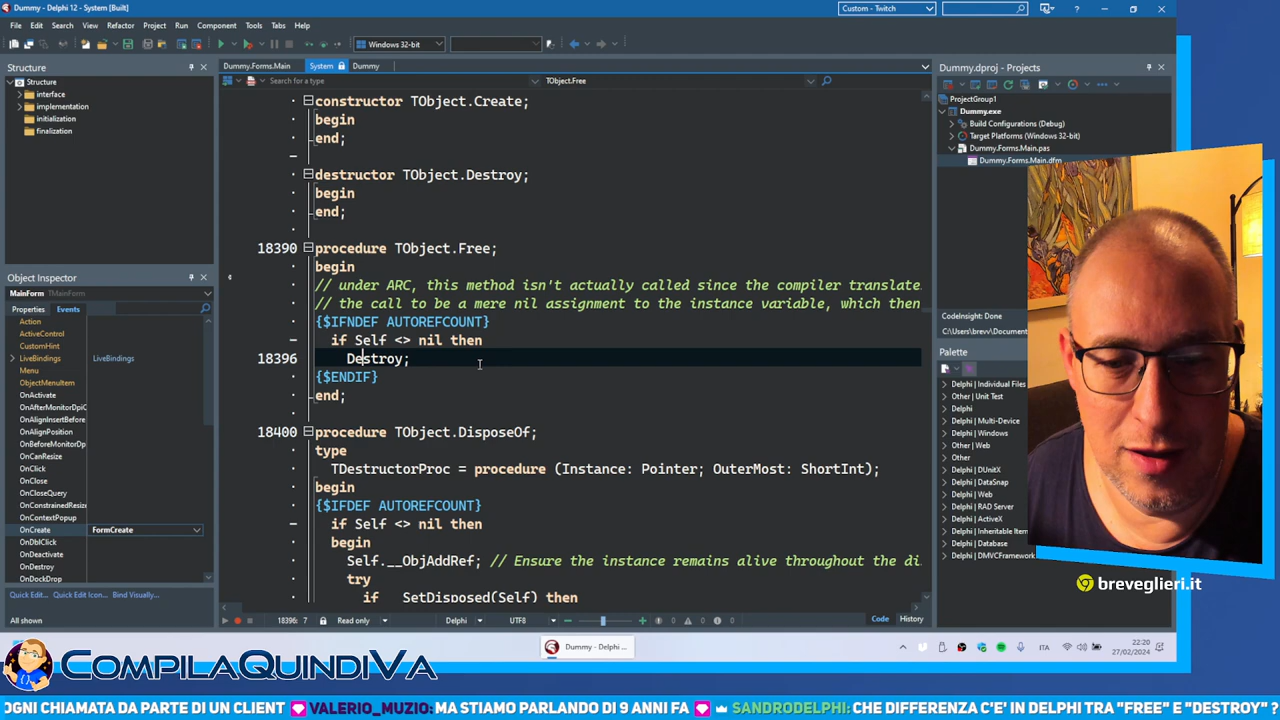 Dummy - Delphi 12 - System [Built]
Custom - Twitch
File Edit Search View Refactor Project Run Component Tools Tabs Help
Windows 32-bit
Structure
Structure
interface
implementation
initialization
finalization
Dummy.Forms.Main System Dummy
Search for a type
TObject.Free
constructor TObject.Create;
begin
end;
destructor TObject.Destroy;
begin
end;
18390 procedure TObject.Free;
begin
// under ARC, this method isn't actually called since the compiler translate
// the call to be a mere nil assignment to the instance variable, which then
{$IFNDEF AUTOREFCOUNT}
if Self <> nil then
18396 Destroy;
{$ENDIF}
end;
18400 procedure TObject.DisposeOf;
type
TDestructorProc = procedure (Instance: Pointer; OuterMost: ShortInt);
begin
{$IFDEF AUTOREFCOUNT}
if Self <> nil then
begin
Self.__ObjAddRef; // Ensure the instance remains alive throughout the di
try
if _SetDisposed(Self) then
18396: 7 Read only Delphi UTF8 0 0 0 Code History
Object Inspector
MainForm TMainForm
Properties Events
Action
ActiveControl
CustomHint
LiveBindings LiveBindings
Menu
ObjectMenuItem
OnActivate
OnAfterMonitorDpiC
OnAlignInsertBefore
OnAlignPosition
OnBeforeMonitorDp
OnCanResize
OnClick
OnClose
OnCloseQuery
OnConstrainedResize
OnContextPopup
OnCreate FormCreate
OnDblClick
OnDeactivate
OnDestroy
OnDockDrop
Quick Edit... Quick Edit Icon... Bind Visually...
All shown
Dummy.dproj - Projects
ProjectGroup1
Dummy.exe
Build Configurations (Debug)
Target Platforms (Windows 32-bit)
Dummy.Forms.Main.pas
Dummy.Forms.Main.dfm
CodeInsight: Done
C:\Users\brevv\Document
Palette
Delphi | Individual Files
Other | Unit Test
Delphi
Delphi | Multi-Device
Delphi | Windows
Other | Web
Other
Delphi | DUnitX
Delphi | DataSnap
Delphi | Web
Delphi | RAD Server
Delphi | ActiveX
Delphi | Inheritable Item
Delphi | Database
Delphi | DMVCFramework
breveglieri.it
Dummy - Delphi ...
ITA
22:20
27/02/2024
COMPILAQUINDIVA
OGNI CHIAMATA DA PARTE DI UN CLIENT VALERIO_MUZIO: MA STIAMO PARLANDO DI 9 ANNI FA SANDRODELPHI: CHE DIFFERENZA C'E' IN DELPHI TRA "FREE" E "DESTROY" ?